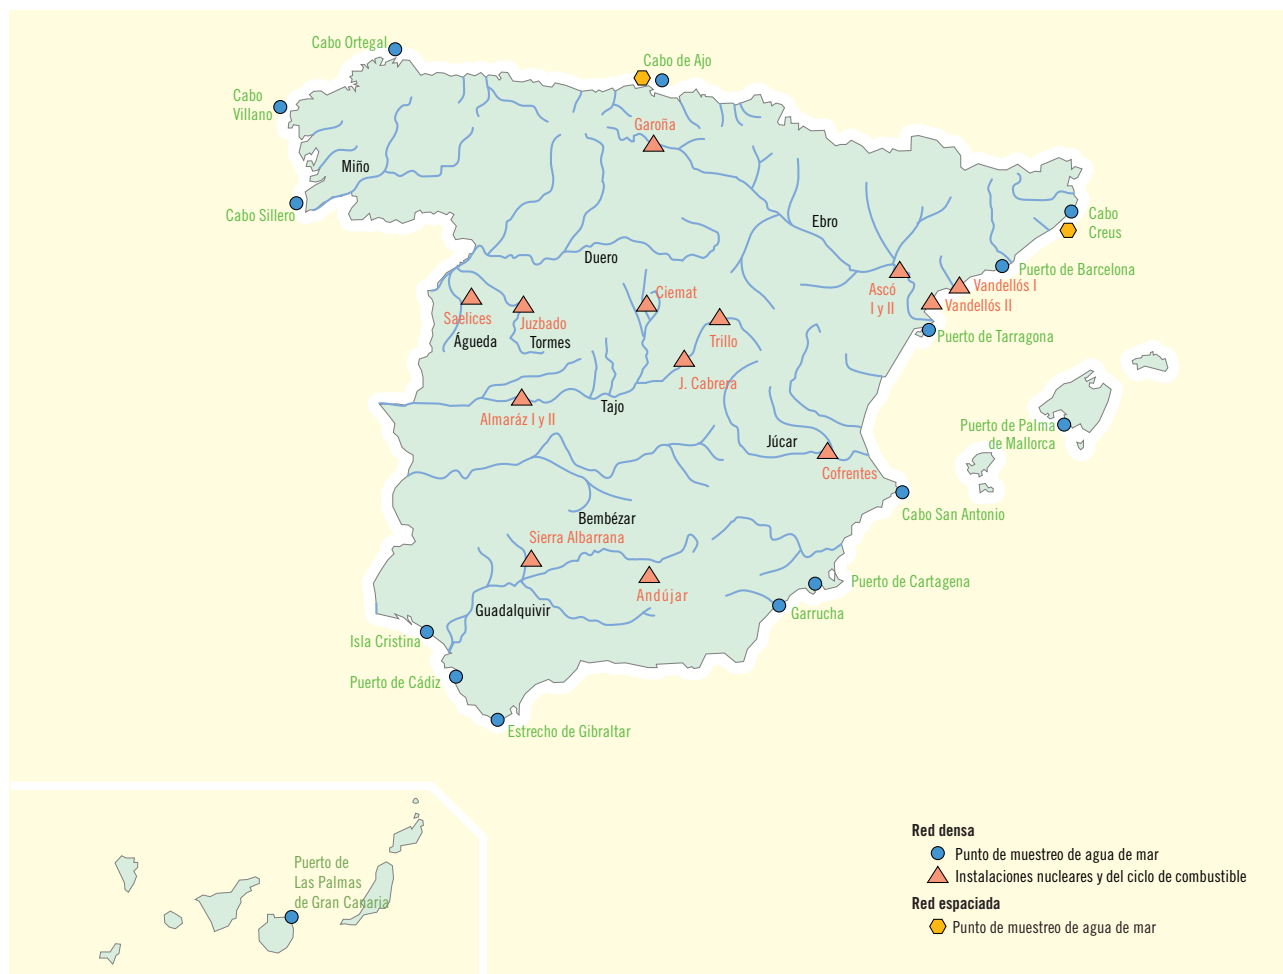 Cabo Ortegal
Cabo de Ajo
Cabo
Villano
Garoña
Miño
Cabo Sillero
Ebro
Cabo
Creus
Duero
Puerto de Barcelona
Ascó
I y II
Vandellós I
Vandellós II
Ciemat
Saelices
Juzbado
Águeda
Tormes
Trillo
Puerto de Tarragona
J. Cabrera
Almaráz I y II
Tajo
Puerto de Palma
de Mallorca
Júcar
Cofrentes
Cabo San Antonio
Bembézar
Sierra Albarrana
Andújar
Puerto de Cartagena
Guadalquivir
Garrucha
Isla Cristina
Puerto de Cádiz
Estrecho de Gibraltar
Puerto de
Las Palmas
de Gran Canaria
Red densa
Punto de muestreo de agua de mar
Instalaciones nucleares y del ciclo de combustible
Red espaciada
Punto de muestreo de agua de mar